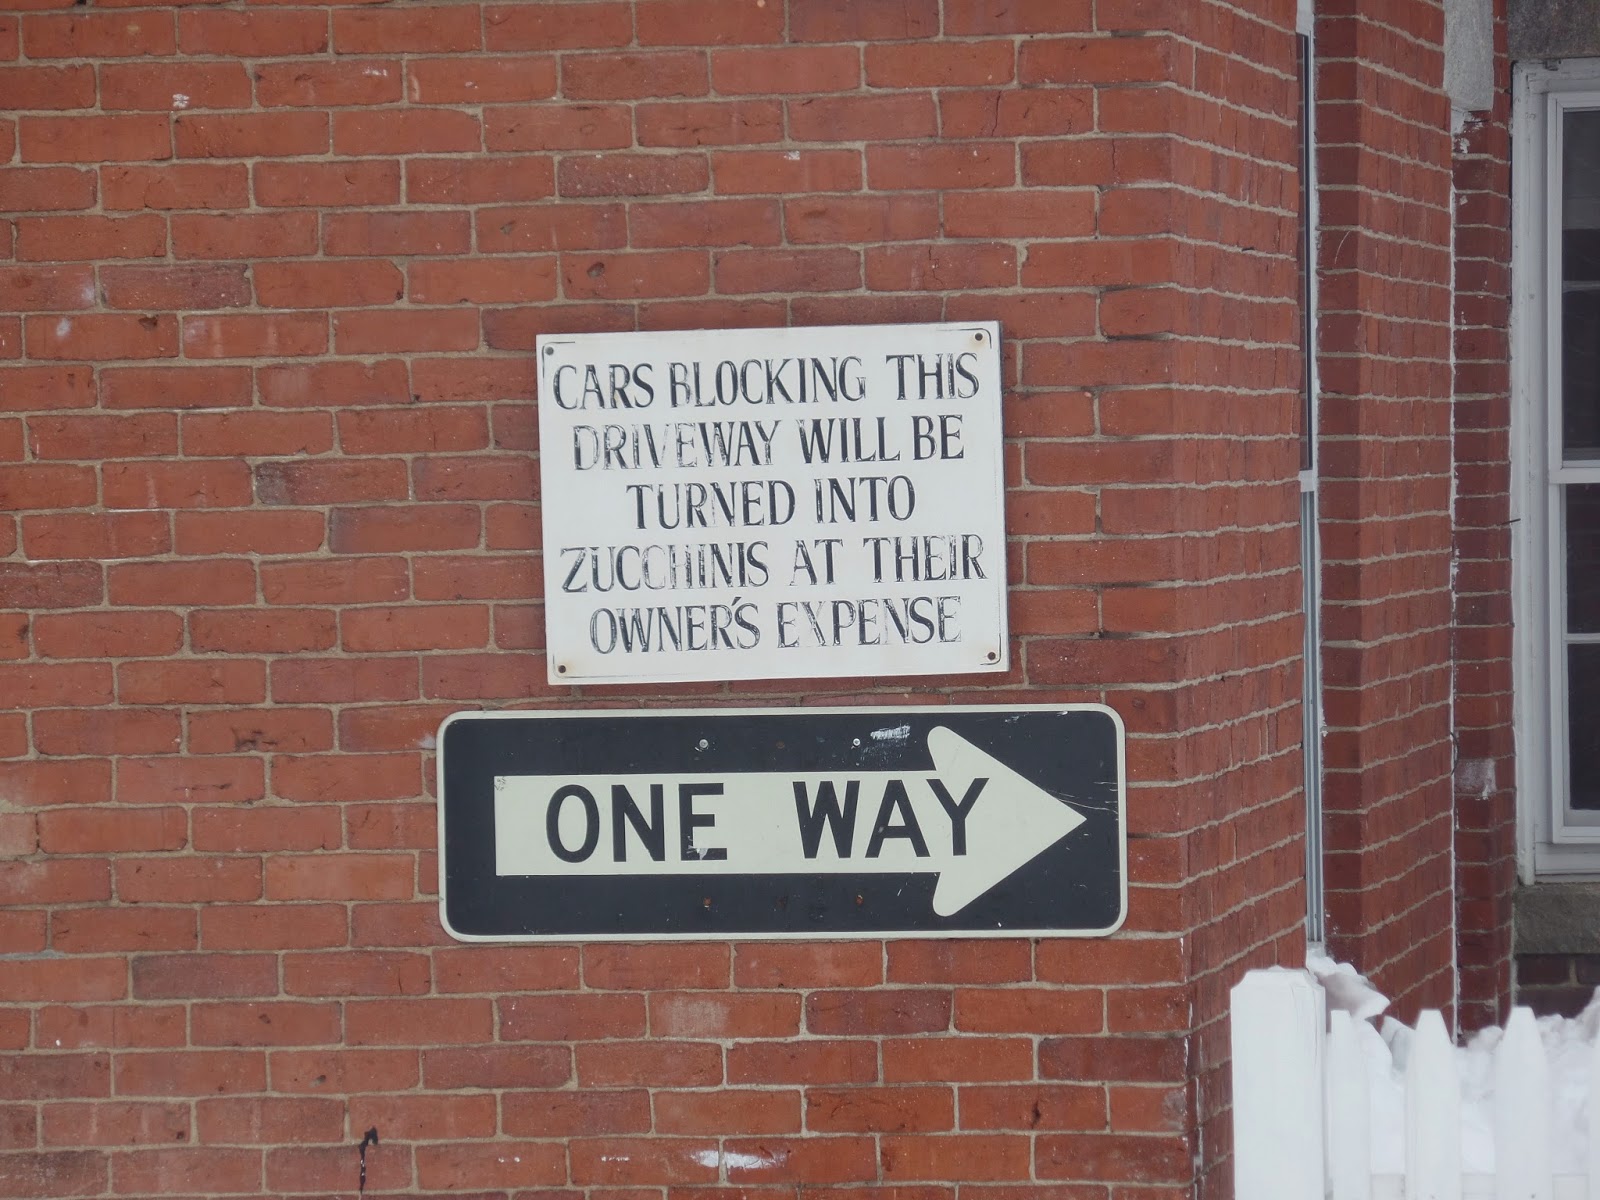 CARS BLOCKING THIS
DRIVEWAY WILL BE
TURNED INTO
ZUCCHINIS AT THEIR
OWNER'S EXPENSE
ONE WAY